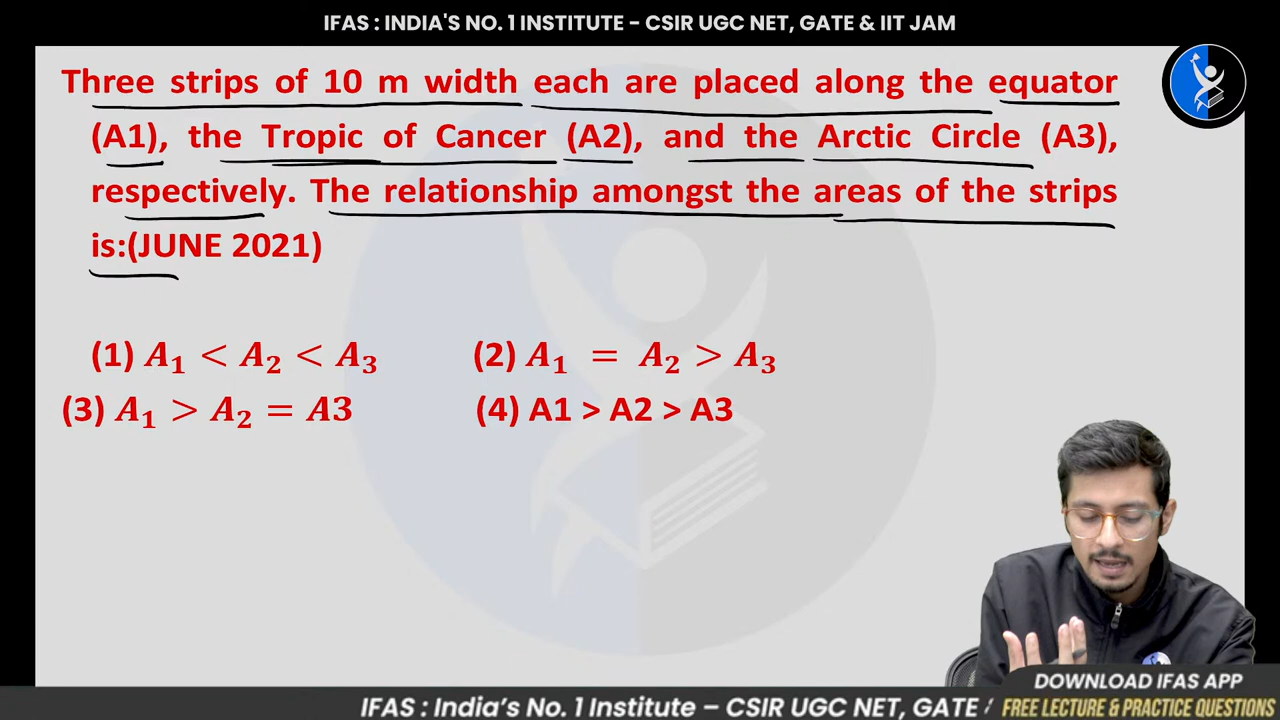 IFAS : INDIA'S NO. 1 INSTITUTE – CSIR UGC NET, GATE & IIT JAM
Three strips of 10 m width each are placed along the equator
(A1), the Tropic of Cancer (A2), and the Arctic Circle (A3),
respectively. The relationship amongst the areas of the strips
is:(JUNE 2021)
(1) A₁ < A₂ < A₃ (2) A₁ = A₂ > A₃
(3) A₁ > A₂ = A3 (4) A1 > A2 > A3
DOWNLOAD IFAS APP
IFAS : India's No. 1 Institute – CSIR UGC NET, GATE FREE LECTURE & PRACTICE QUESTIONS